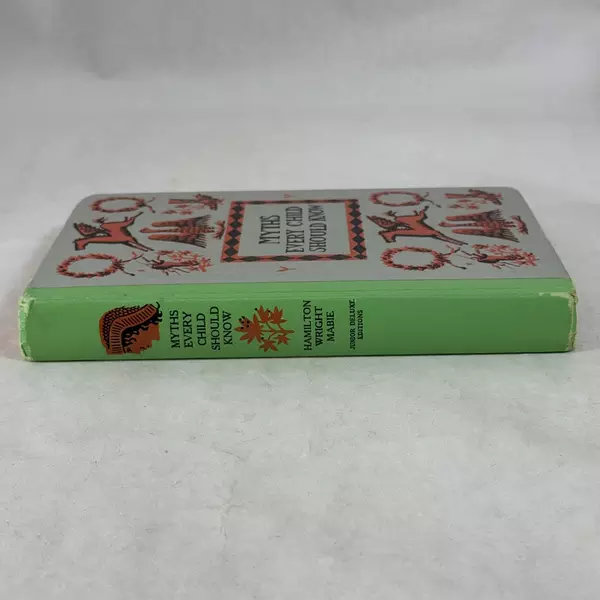 MYTHS
EVERY CHILD
SHOULD KNOW
MYTHS
EVERY
CHILD
SHOULD
KNOW
HAMILTON
WRIGHT
MABIE
JUNIOR DELUXE
EDITIONS